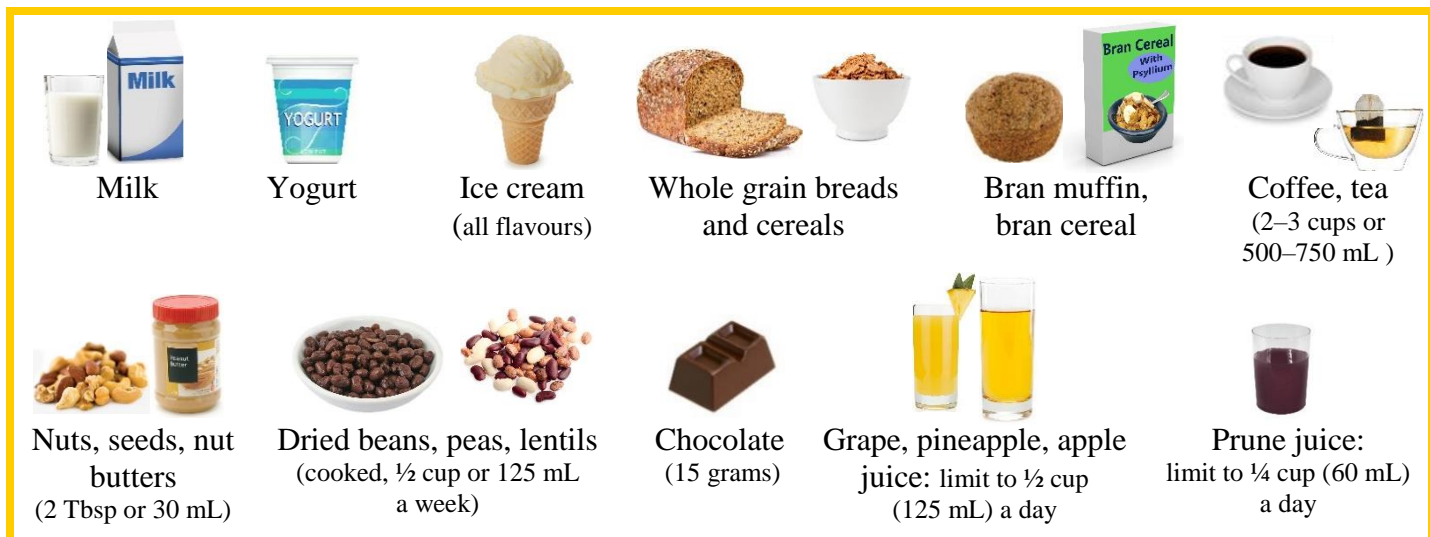 Milk
YOGURT
Bran Cereal
With
Psyllium
Milk
Yogurt
Ice cream
(all flavours)
Whole grain breads
and cereals
Bran muffin,
bran cereal
Coffee, tea
(2–3 cups or
500–750 mL )
Peanut
Butter
Nuts, seeds, nut
butters
(2 Tbsp or 30 mL)
Dried beans, peas, lentils
(cooked, ½ cup or 125 mL
a week)
Chocolate
(15 grams)
Grape, pineapple, apple
juice: limit to ½ cup
(125 mL) a day
Prune juice:
limit to ¼ cup (60 mL)
a day